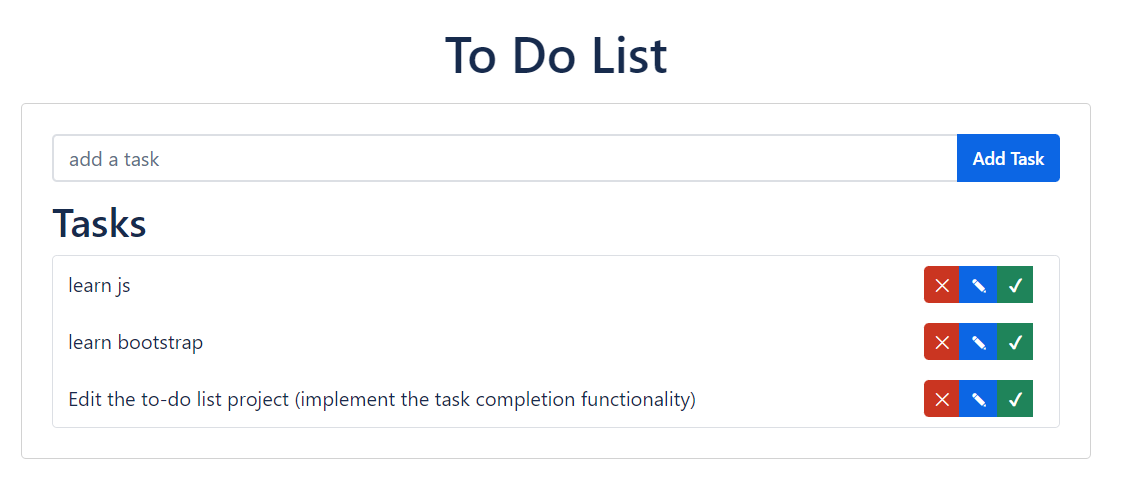 To Do List
add a task
Add Task
Tasks
learn js
learn bootstrap
Edit the to-do list project (implement the task completion functionality)